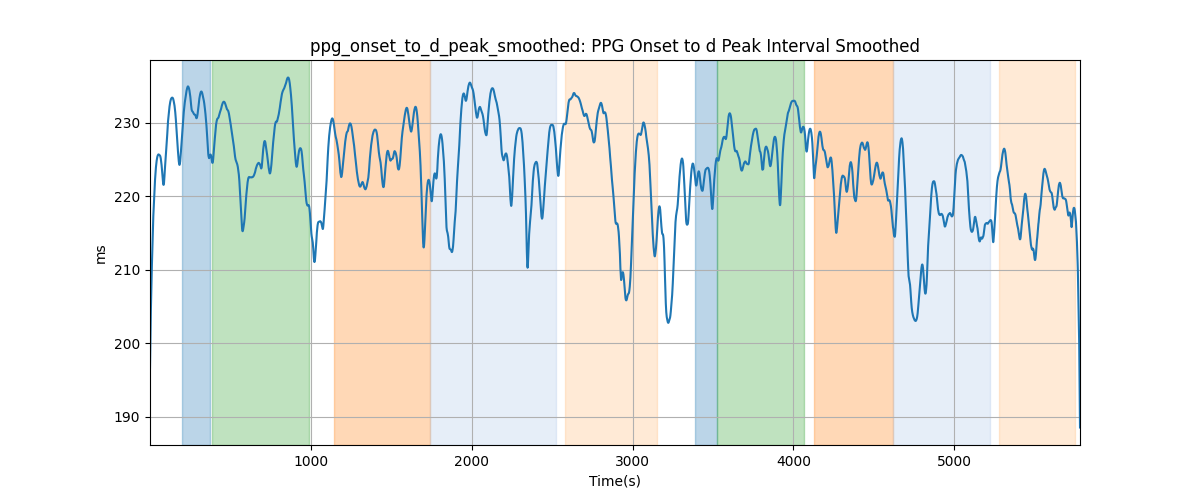 ppg_onset_to_d_peak_smoothed: PPG Onset to d Peak Interval Smoothed
230
220
210
200
190
ms
1000 2000 3000 4000 5000
Time(s)